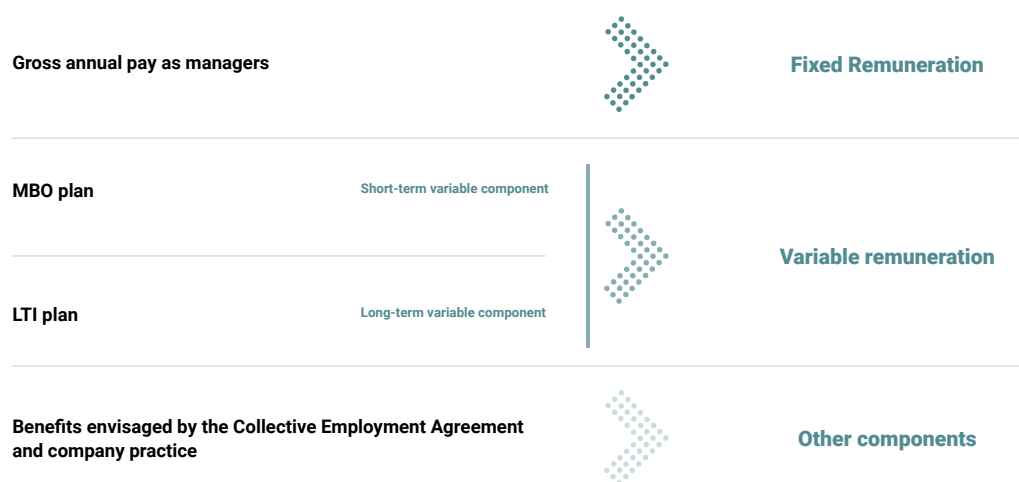 Gross annual pay as managers
Fixed Remuneration
MBO plan
Short-term variable component
Variable remuneration
LTI plan
Long-term variable component
Benefits envisaged by the Collective Employment Agreement
and company practice
Other components